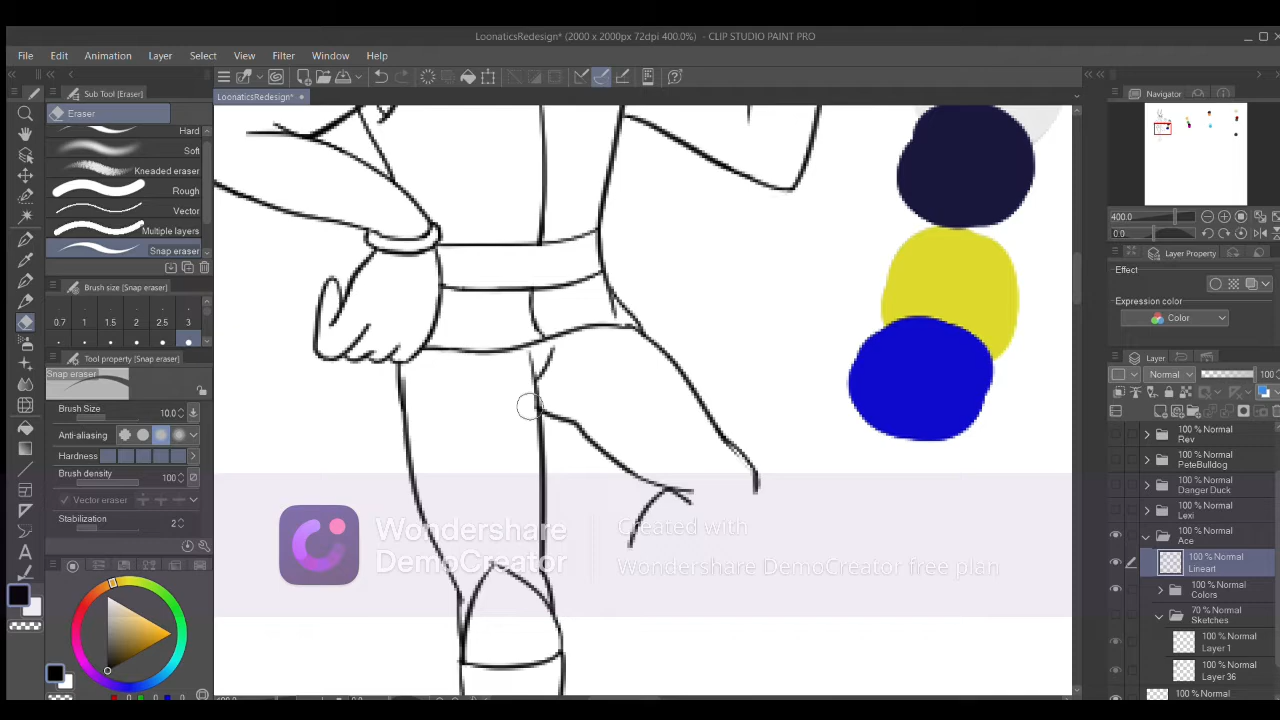 LoonaticsRedesign* (2000 x 2000px 72dpi 400.0%) - CLIP STUDIO PAINT PRO
File Edit Animation Layer Select View Filter Window Help
Sub Tool [Eraser]
LoonaticsRedesign*
Navigator
Eraser
Hard
Soft
Kneaded eraser
Rough
Vector
Multiple layers
Snap eraser
400.0
0.0
Layer Property
Effect
Expression color
Color
Brush size [Snap eraser]
0.7 1 1.5 2 2.5 3
Tool property [Snap eraser]
Snap eraser
Brush Size 10.0
Anti-aliasing
Hardness
Brush density 100
Vector eraser
Stabilization 2
Layer
Normal 100
100 % Normal
Rev
100 % Normal
PeteBulldog
100 % Normal
Danger Duck
100 % Normal
Lexi
100 % Normal
Ace
100 % Normal
Lineart
100 % Normal
Colors
70 % Normal
Sketches
100 % Normal
Layer 1
100 % Normal
Layer 36
100 % Normal
Wondershare
DemoCreator
Created with
Wondershare DemoCreator free plan